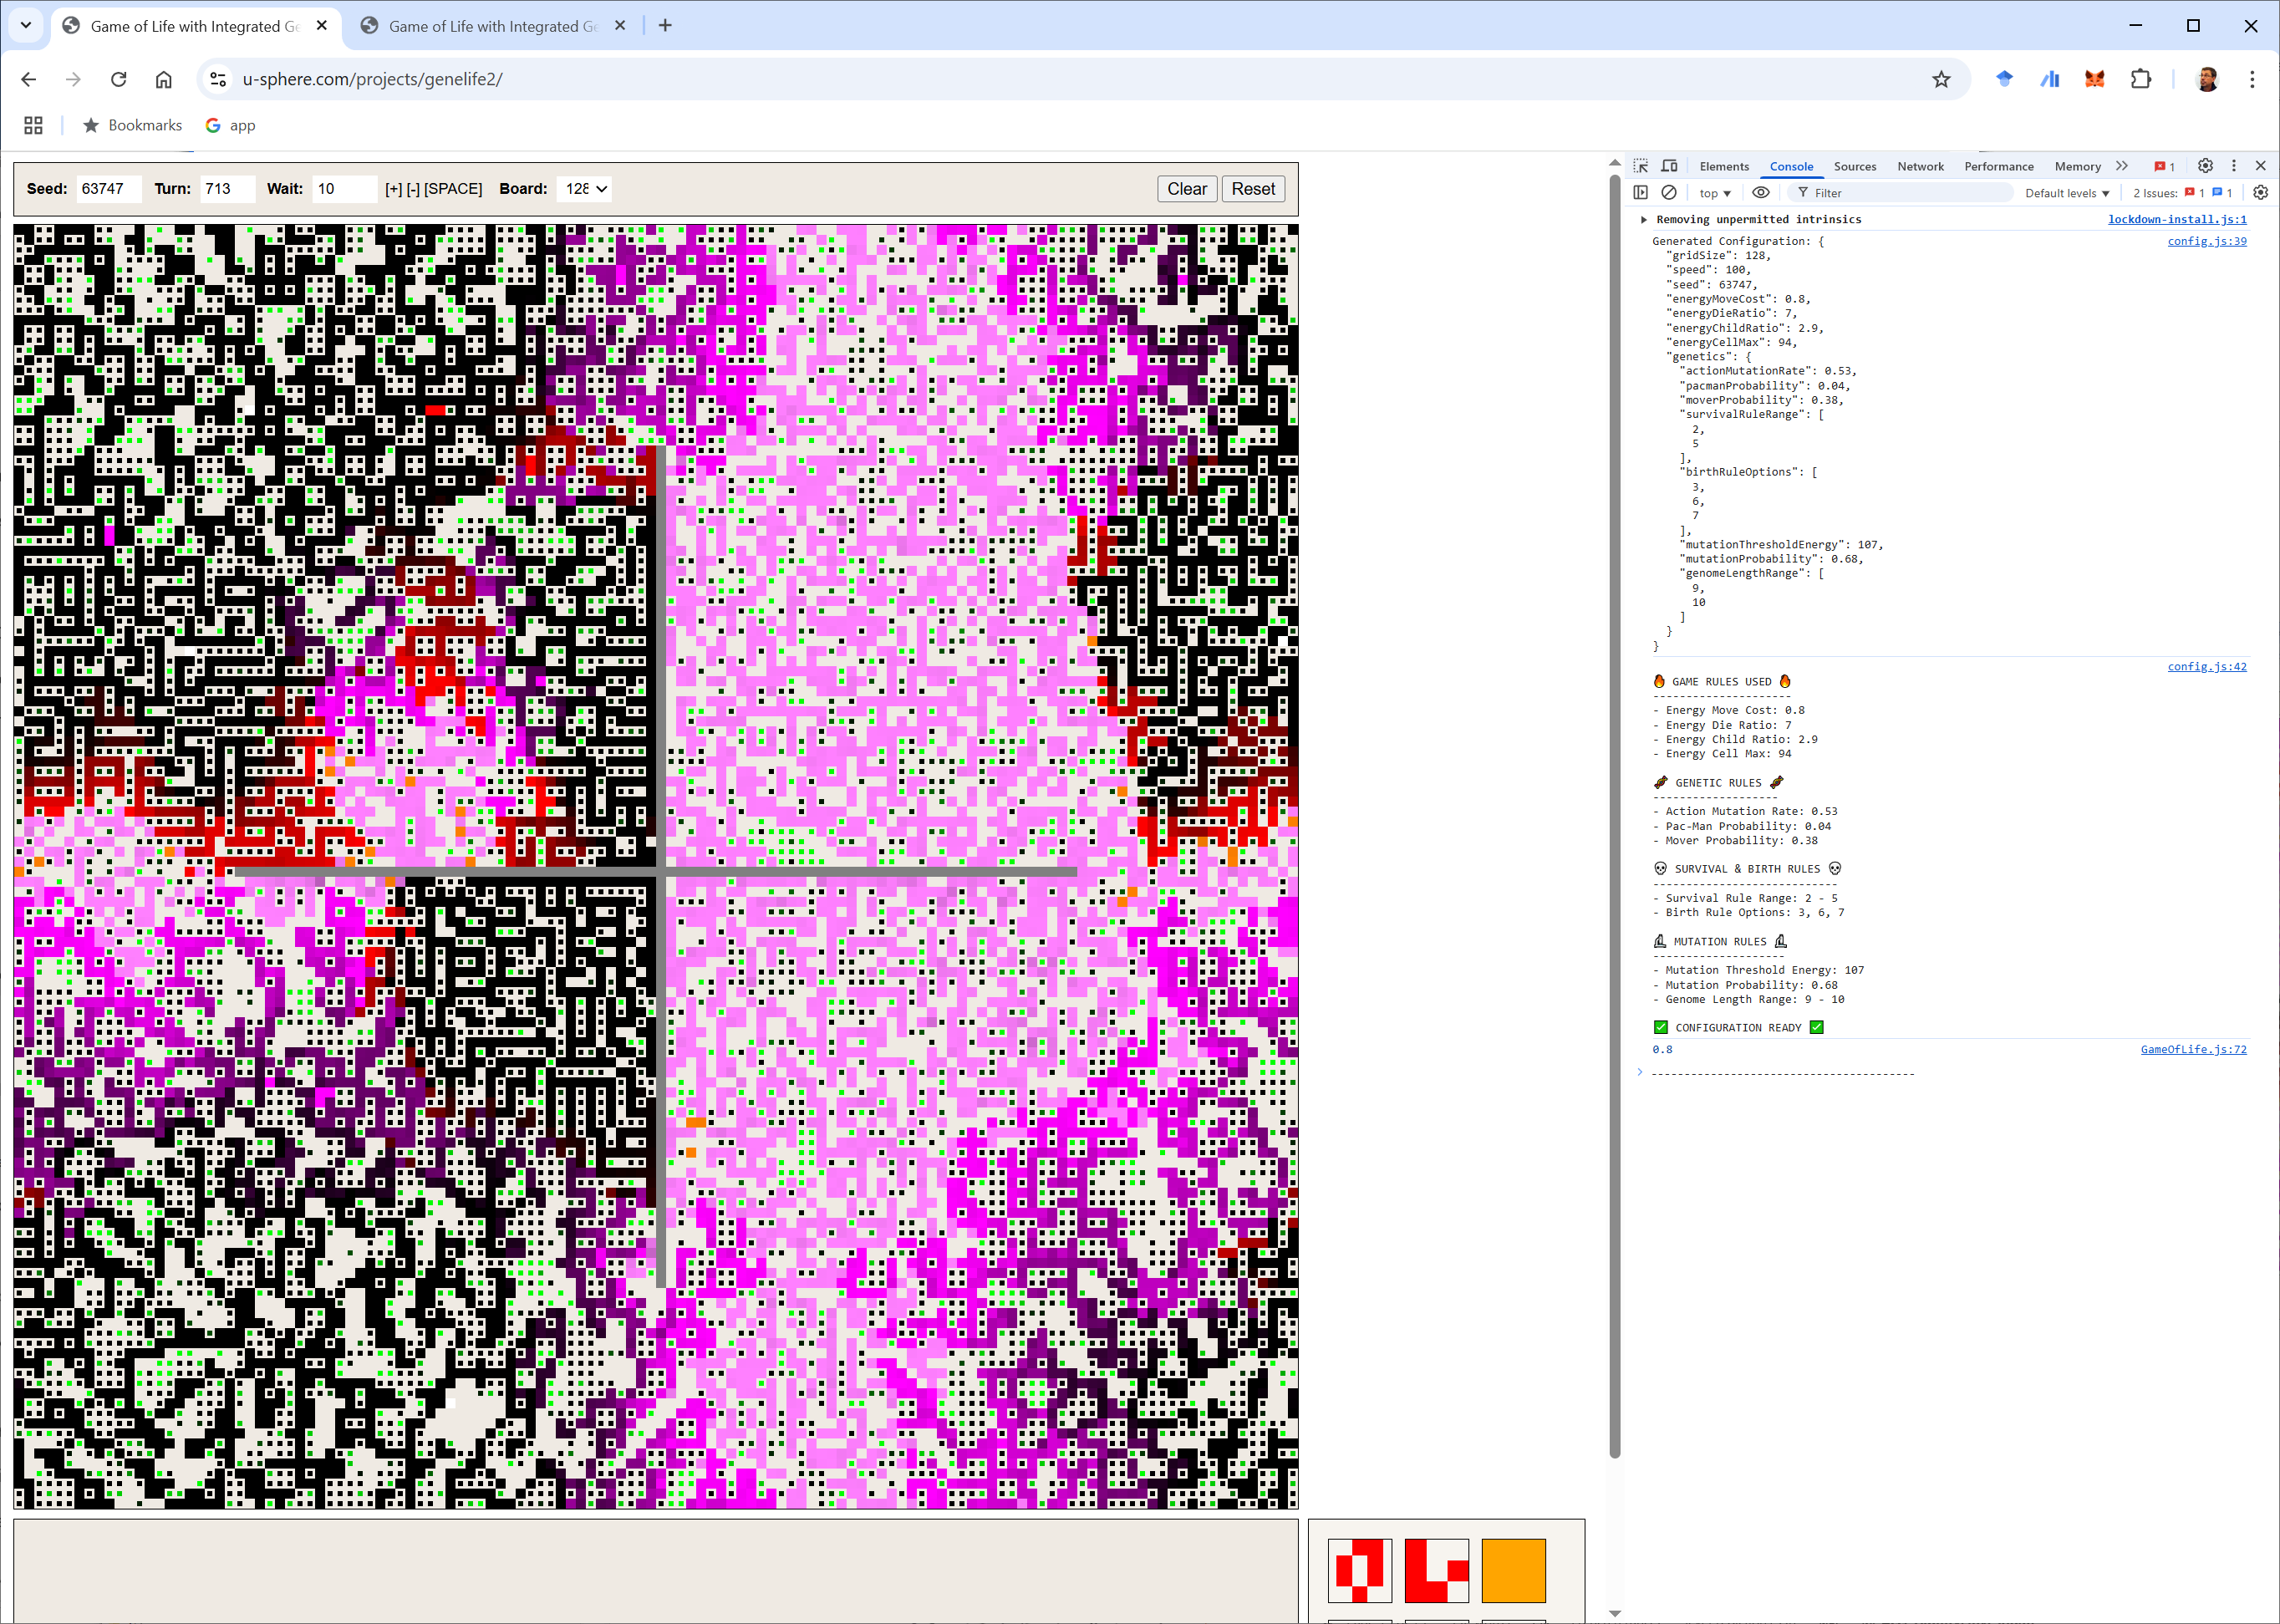 Game of Life with Integrated Ge
Game of Life with Integrated Ge
u-sphere.com/projects/genelife2/
Bookmarks
app
Seed: 63747 Turn: 713 Wait: 10 [+] [-] [SPACE] Board: 128 Clear Reset
Elements Console Sources Network Performance Memory 1
top Filter Default levels 2 Issues: 1 1
Removing unpermitted intrinsics lockdown-install.js:1
Generated Configuration: { config.js:39
"gridSize": 128,
"speed": 100,
"seed": 63747,
"energyMoveCost": 0.8,
"energyDieRatio": 7,
"energyChildRatio": 2.9,
"energyCellMax": 94,
"genetics": {
"actionMutationRate": 0.53,
"pacmanProbability": 0.04,
"moverProbability": 0.38,
"survivalRuleRange": [
2,
5
],
"birthRuleOptions": [
3,
6,
7
],
"mutationThresholdEnergy": 107,
"mutationProbability": 0.68,
"genomeLengthRange": [
9,
10
]
}
}
config.js:42
🔥 GAME RULES USED 🔥
---------------------
- Energy Move Cost: 0.8
- Energy Die Ratio: 7
- Energy Child Ratio: 2.9
- Energy Cell Max: 94
GENETIC RULES
-------------------
- Action Mutation Rate: 0.53
- Pac-Man Probability: 0.04
- Mover Probability: 0.38
💀 SURVIVAL & BIRTH RULES 💀
----------------------------
- Survival Rule Range: 2 - 5
- Birth Rule Options: 3, 6, 7
MUTATION RULES
--------------------
- Mutation Threshold Energy: 107
- Mutation Probability: 0.68
- Genome Length Range: 9 - 10
✅ CONFIGURATION READY ✅
0.8 GameOfLife.js:72
----------------------------------------